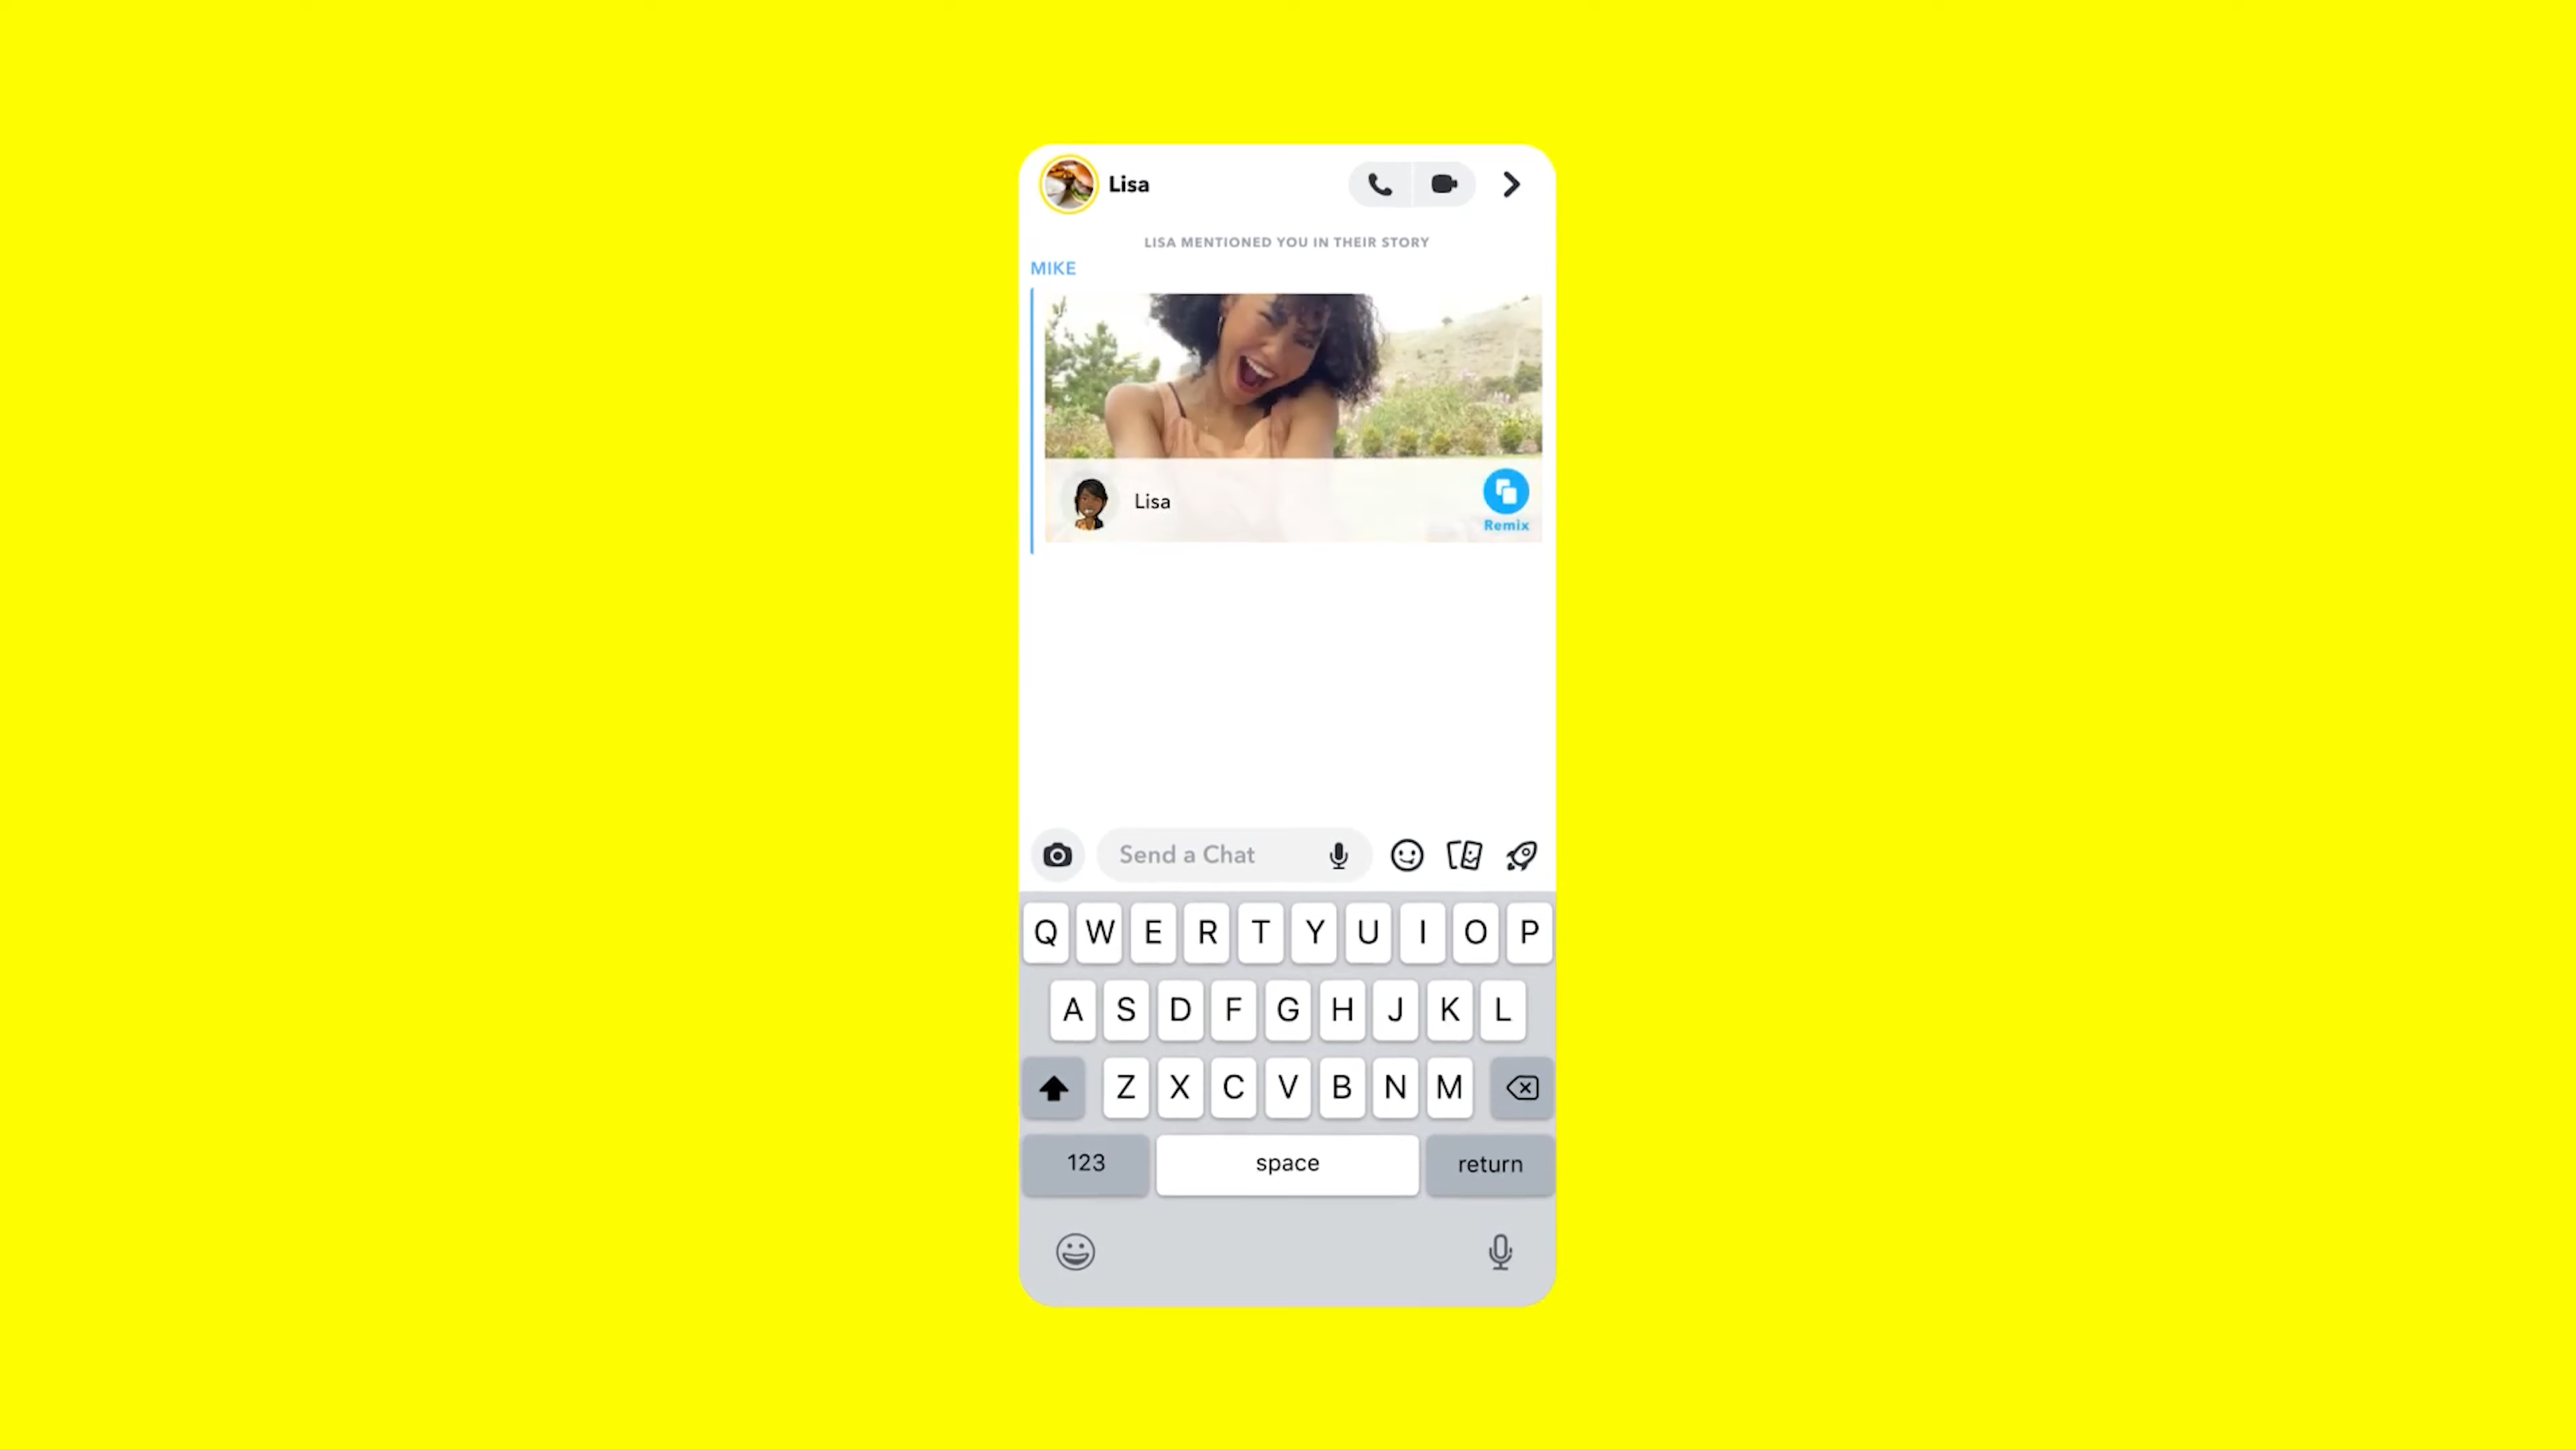 Lisa
LISA MENTIONED YOU IN THEIR STORY
MIKE
Lisa
Remix
Send a Chat
Q W E R T Y U I O P
A S D F G H J K L
Z X C V B N M
123 space return